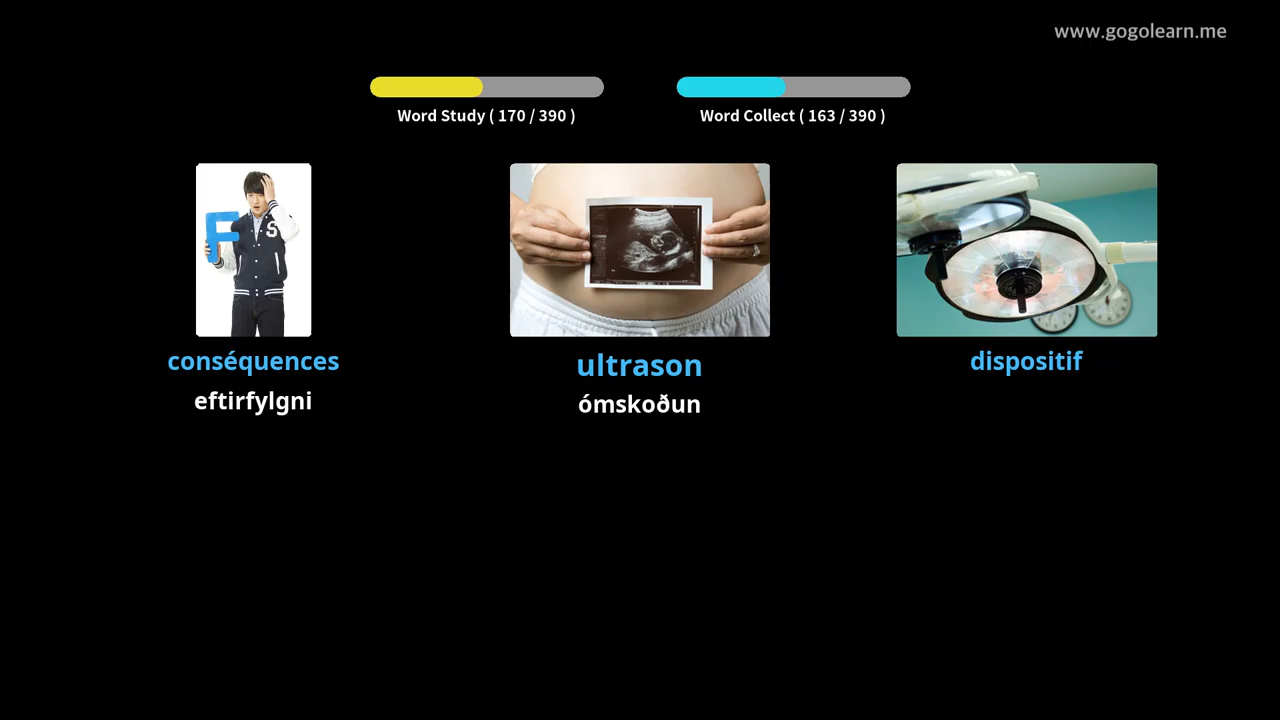 www.gogolearn.me
Word Study ( 170 / 390 )
Word Collect ( 163 / 390 )
F
S
conséquences
ultrason
dispositif
eftirfylgni
ómskoðun